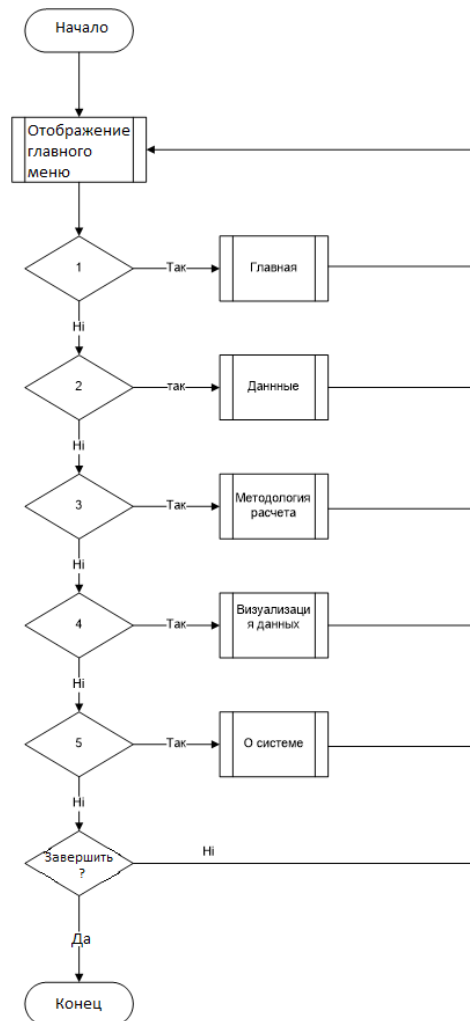 Начало
Отображение
главного
меню
1
Так
Главная
Ні
2
так
Даннные
Ні
3
Так
Методология
расчета
Ні
4
Так
Визуализаци
я данных
Ні
5
Так
О системе
Ні
Завершить
?
Ні
Да
Конец